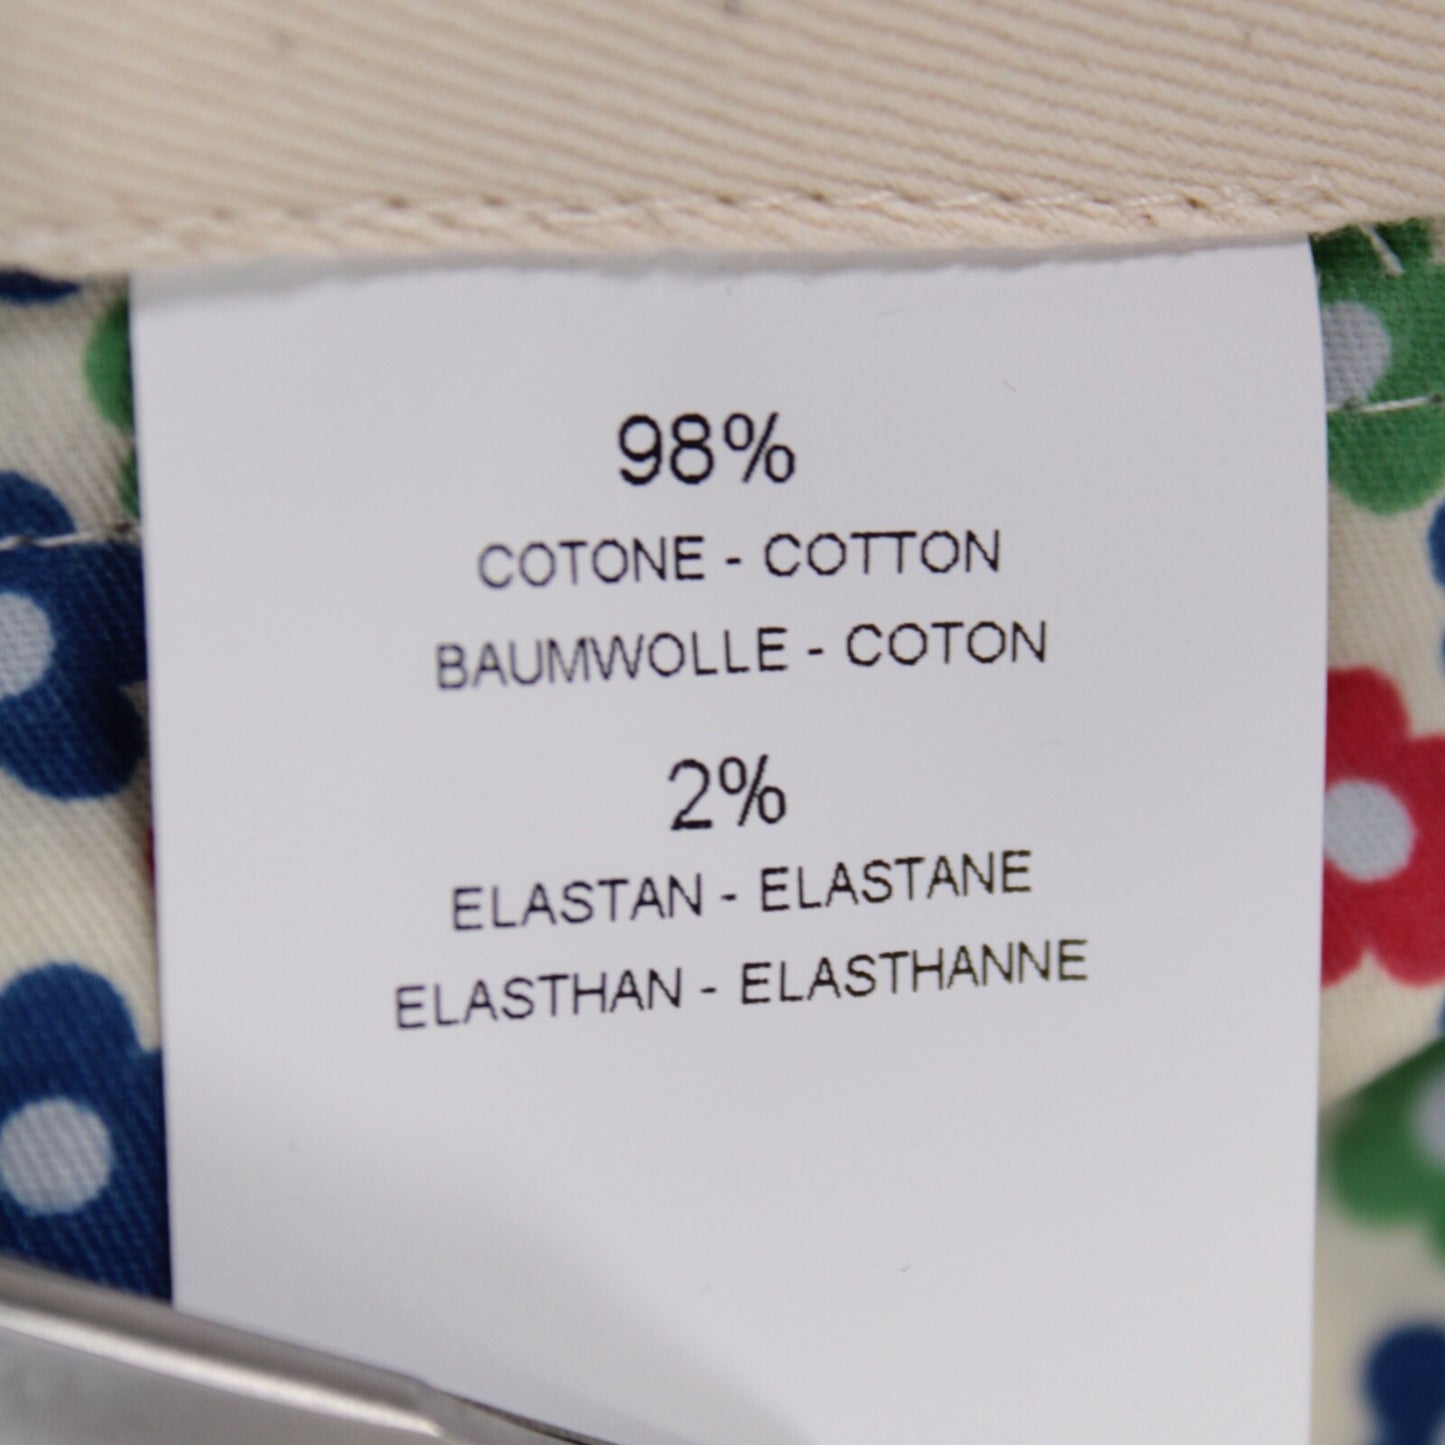 98%
COTONE - COTTON
BAUMWOLLE - COTON
2%
ELASTAN - ELASTANE
ELASTHAN - ELASTHANNE